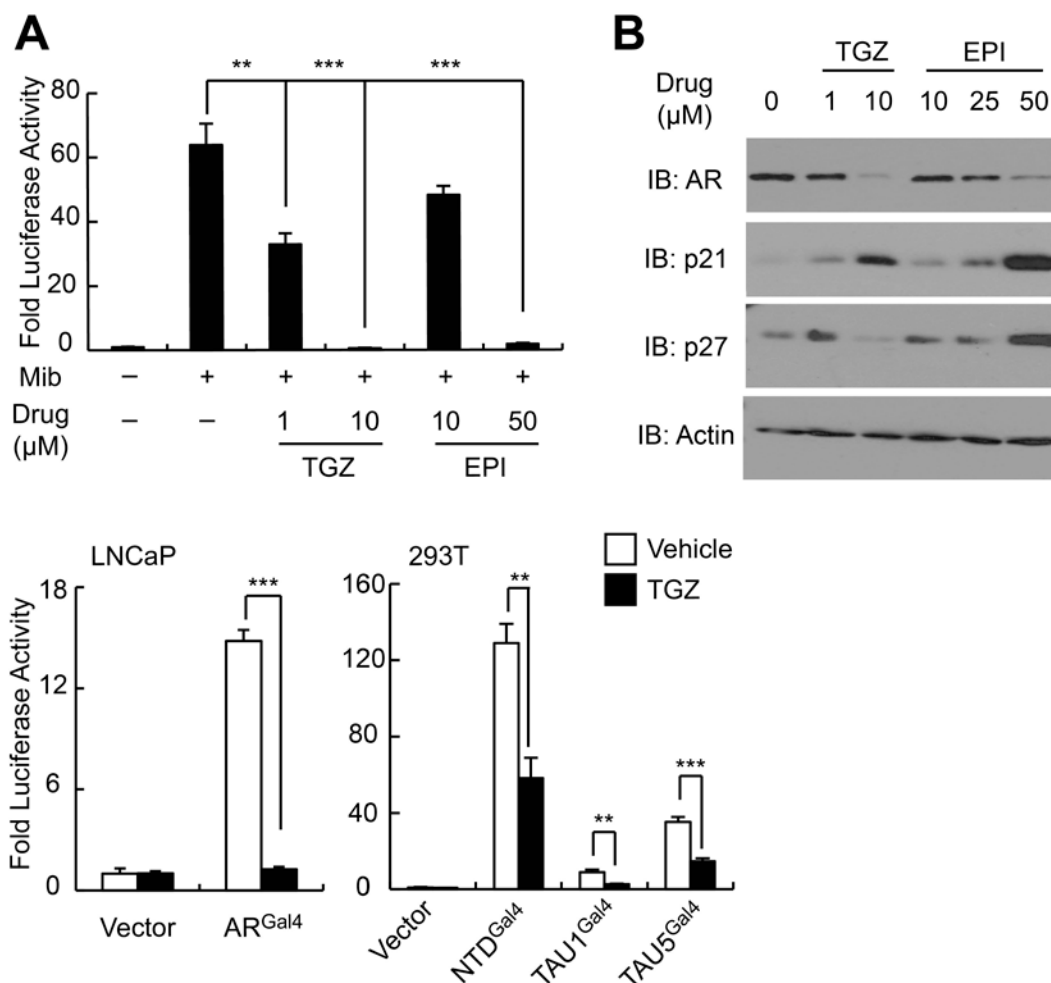 A
** *** ***
80
60
40
20
0
Fold Luciferase Activity
Mib − + + + + +
Drug (µM) − − 1 10 10 50
TGZ EPI
B
TGZ EPI
Drug (µM) 0 1 10 10 25 50
IB: AR
IB: p21
IB: p27
IB: Actin
LNCaP
***
18
12
6
0
Fold Luciferase Activity
Vector ARGal4
293T
Vehicle
TGZ
** ** ***
160
120
80
40
0
Vector NTDGal4 TAU1Gal4 TAU5Gal4